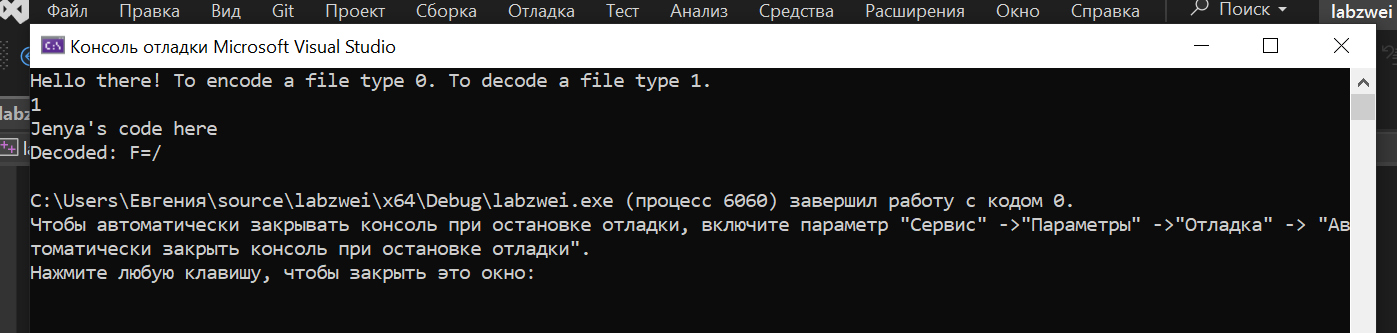 Файл Правка Вид Git Проект Сборка Отладка Тест Анализ Средства Расширения Окно Справка Поиск labzwei
C:\ Консоль отладки Microsoft Visual Studio
Hello there! To encode a file type 0. To decode a file type 1.
1
Jenya's code here
Decoded: F=/
C:\Users\Евгения\source\labzwei\x64\Debug\labzwei.exe (процесс 6060) завершил работу с кодом 0.
Чтобы автоматически закрывать консоль при остановке отладки, включите параметр "Сервис" ->"Параметры" ->"Отладка" -> "Ав
томатически закрыть консоль при остановке отладки".
Нажмите любую клавишу, чтобы закрыть это окно: